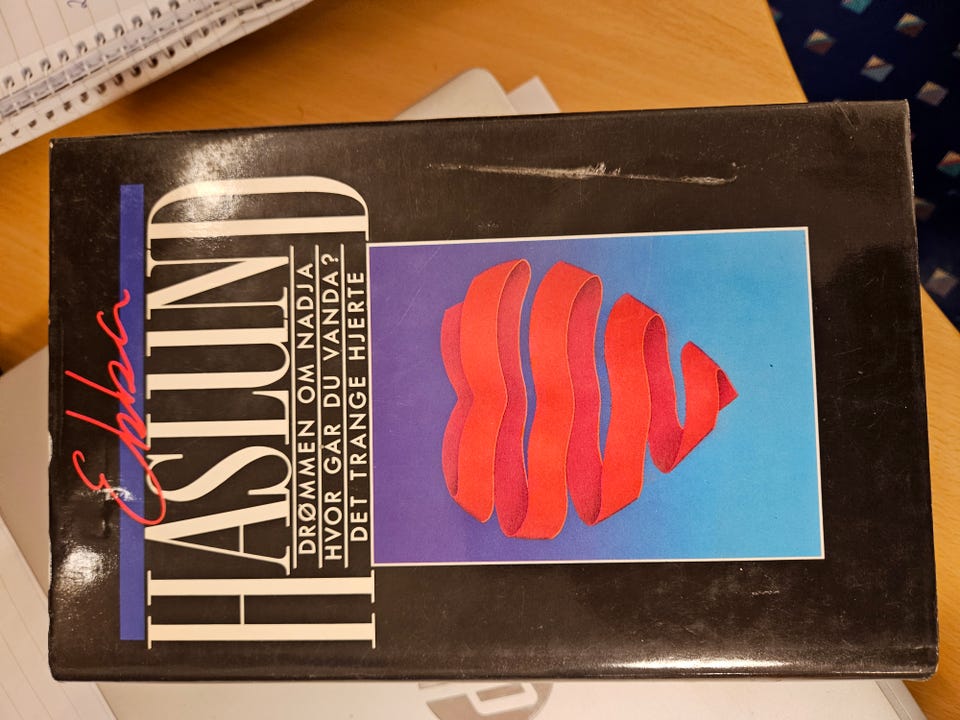 Ebba
HASLUND
DRØMMEN OM NADJA
HVOR GÅR DU VANDA?
DET TRANGE HJERTE